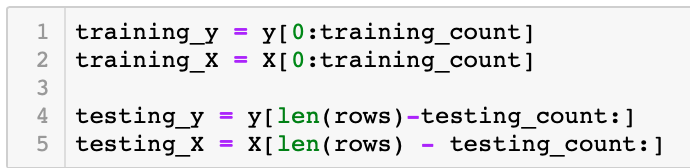 1 training_y = y[0:training_count]
2 training_X = X[0:training_count]
3
4 testing_y = y[len(rows)-testing_count:]
5 testing_X = X[len(rows) - testing_count:]